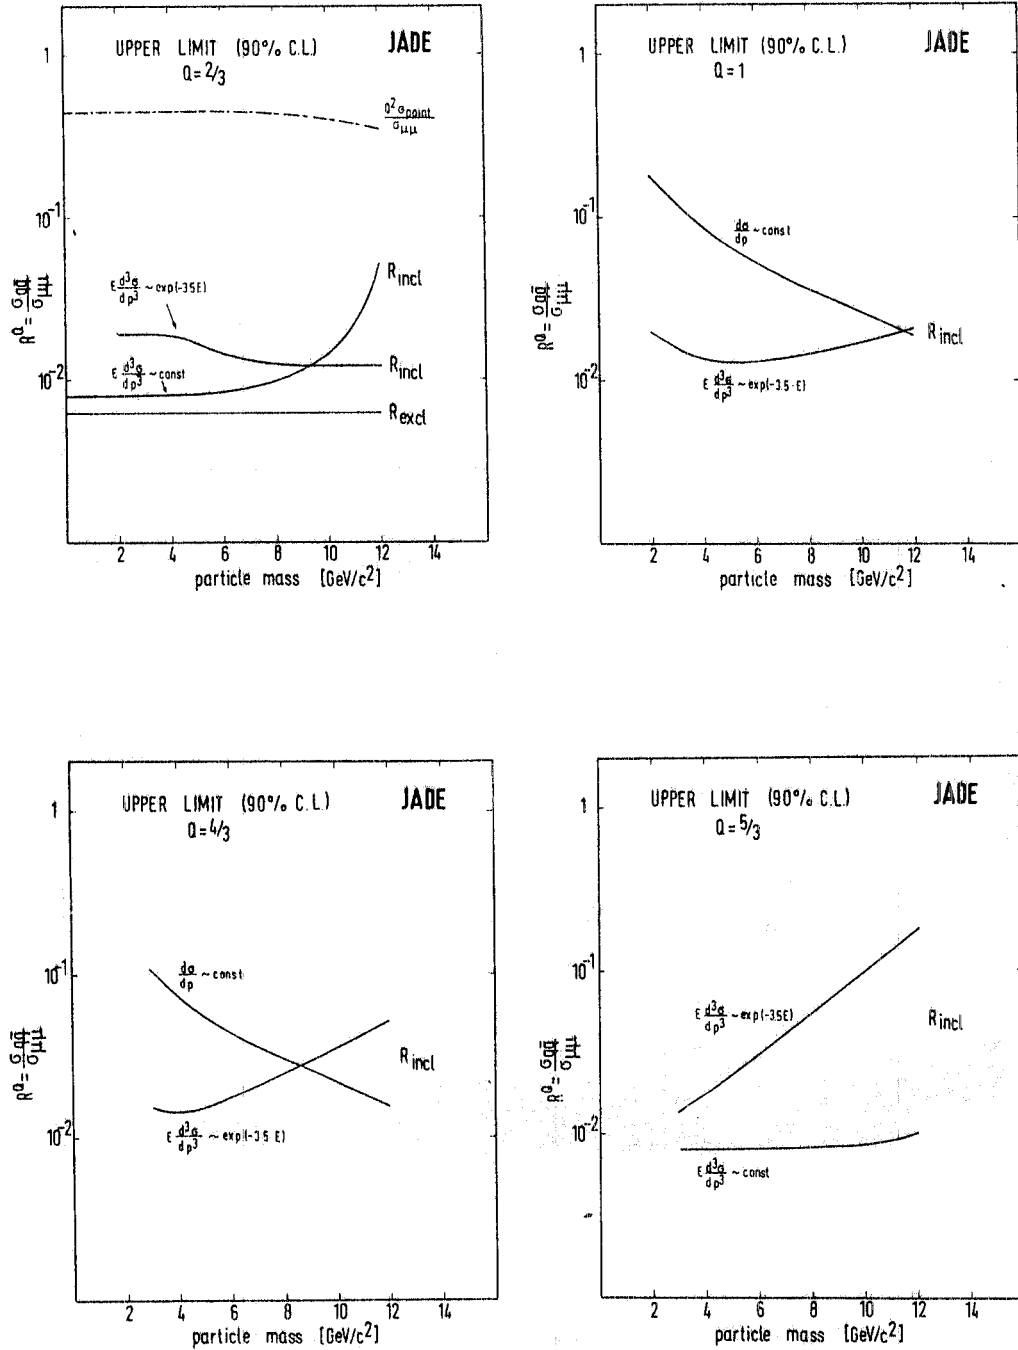 UPPER LIMIT (90% C.L.) JADE
Q = 2/3
1
10⁻¹
10⁻²
Q² σpoint
σμμ
E d³σ/dp³ ~ exp(-3.5E)
E d³σ/dp³ ~ const
Rincl
Rincl
Rexcl
R^Q = σqq̄/σμμ
2 4 6 8 10 12 14
particle mass [GeV/c²]
UPPER LIMIT (90% C.L.) JADE
Q = 1
1
10⁻¹
10⁻²
dσ/dp ~ const
E d³σ/dp³ ~ exp(-3.5·E)
Rincl
R^Q = σqq̄/σμμ
2 4 6 8 10 12 14
particle mass [GeV/c²]
UPPER LIMIT (90% C.L.) JADE
Q = 4/3
1
10⁻¹
10⁻²
dσ/dp ~ const
E d³σ/dp³ ~ exp(-3.5 E)
Rincl
R^Q = σqq̄/σμμ
2 4 6 8 10 12 14
particle mass [GeV/c²]
UPPER LIMIT (90% C.L.) JADE
Q = 5/3
1
10⁻¹
10⁻²
E d³σ/dp³ ~ exp(-3.5E)
E d³σ/dp³ ~ const
Rincl
R^Q = σqq̄/σμμ
2 4 6 8 10 12 14
particle mass [GeV/c²]